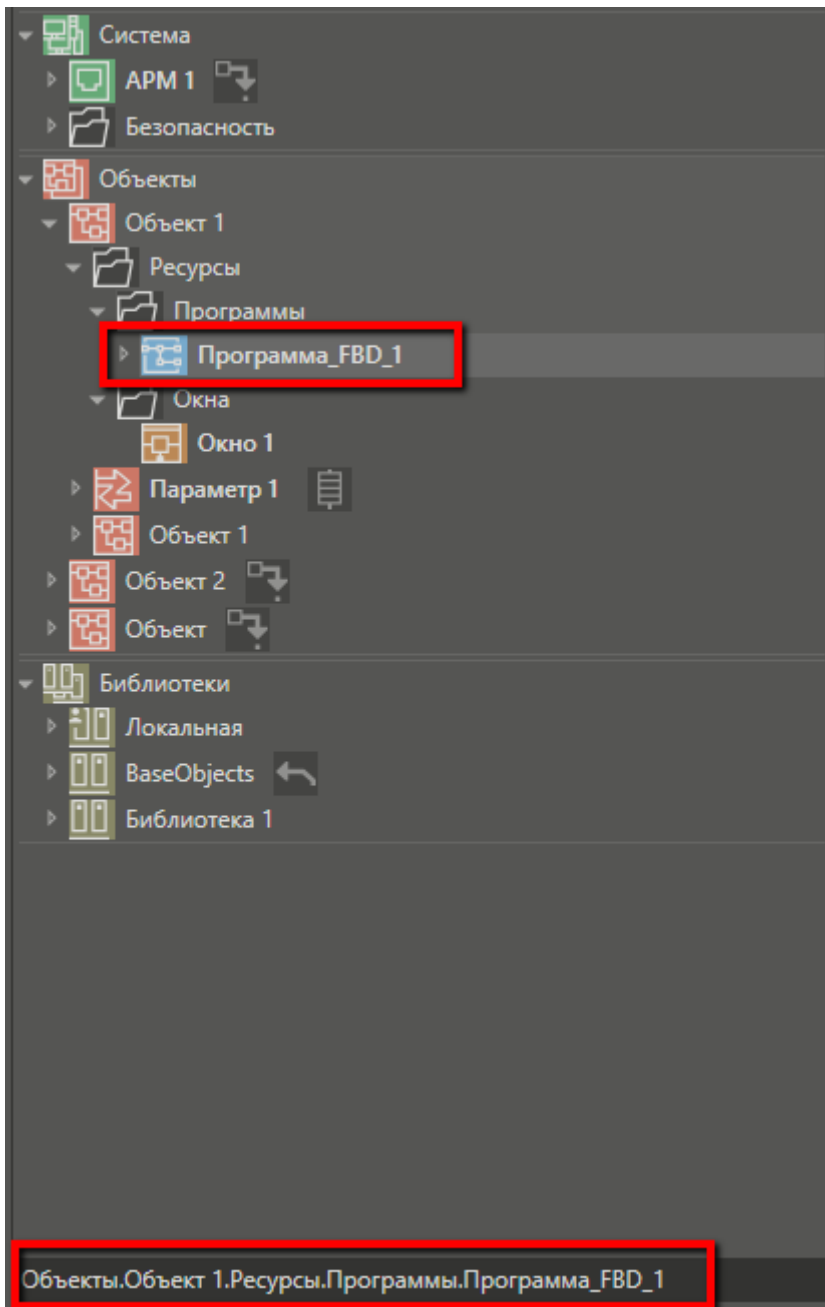 Система
АРМ 1
Безопасность
Объекты
Объект 1
Ресурсы
Программы
Программа_FBD_1
Окна
Окно 1
Параметр 1
Объект 1
Объект 2
Объект
Библиотеки
Локальная
BaseObjects
Библиотека 1
Объекты.Объект 1.Ресурсы.Программы.Программа_FBD_1